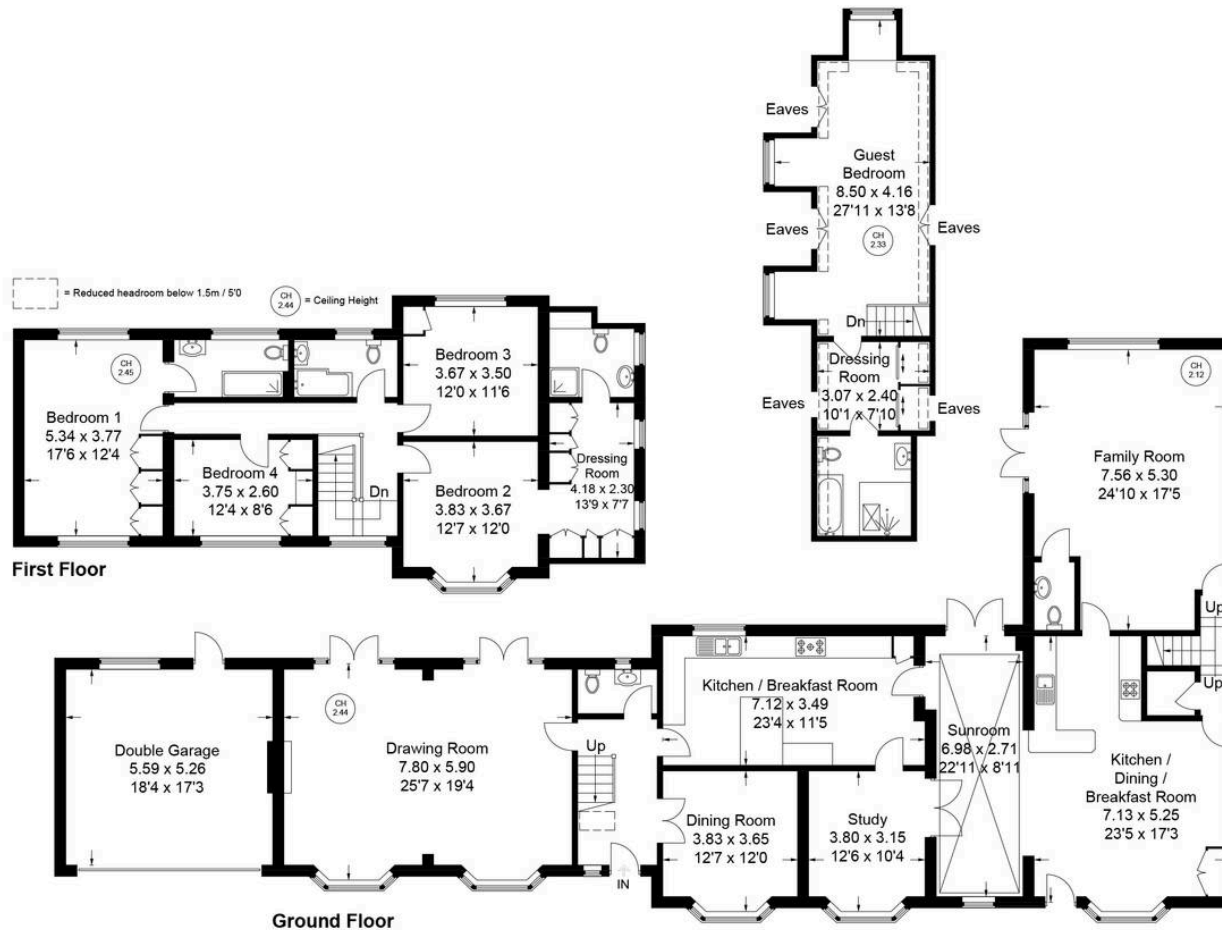 Eaves
Guest
Bedroom
8.50 x 4.16
27'11 x 13'8
Eaves
Eaves
CH
2.33
Dn
Dressing
Room
3.07 x 2.40
10'1 x 7'10
Eaves
Eaves
= Reduced headroom below 1.5m / 5'0
CH
2.44
= Ceiling Height
CH
2.45
Bedroom 1
5.34 x 3.77
17'6 x 12'4
Bedroom 3
3.67 x 3.50
12'0 x 11'6
Bedroom 4
3.75 x 2.60
12'4 x 8'6
Dn
Bedroom 2
3.83 x 3.67
12'7 x 12'0
Dressing
Room
4.18 x 2.30
13'9 x 7'7
First Floor
CH
2.12
Family Room
7.56 x 5.30
24'10 x 17'5
Up
Up
Double Garage
5.59 x 5.26
18'4 x 17'3
CH
2.44
Drawing Room
7.80 x 5.90
25'7 x 19'4
Up
IN
Kitchen / Breakfast Room
7.12 x 3.49
23'4 x 11'5
Dining Room
3.83 x 3.65
12'7 x 12'0
Study
3.80 x 3.15
12'6 x 10'4
Sunroom
6.98 x 2.71
22'11 x 8'11
Kitchen /
Dining /
Breakfast Room
7.13 x 5.25
23'5 x 17'3
Ground Floor